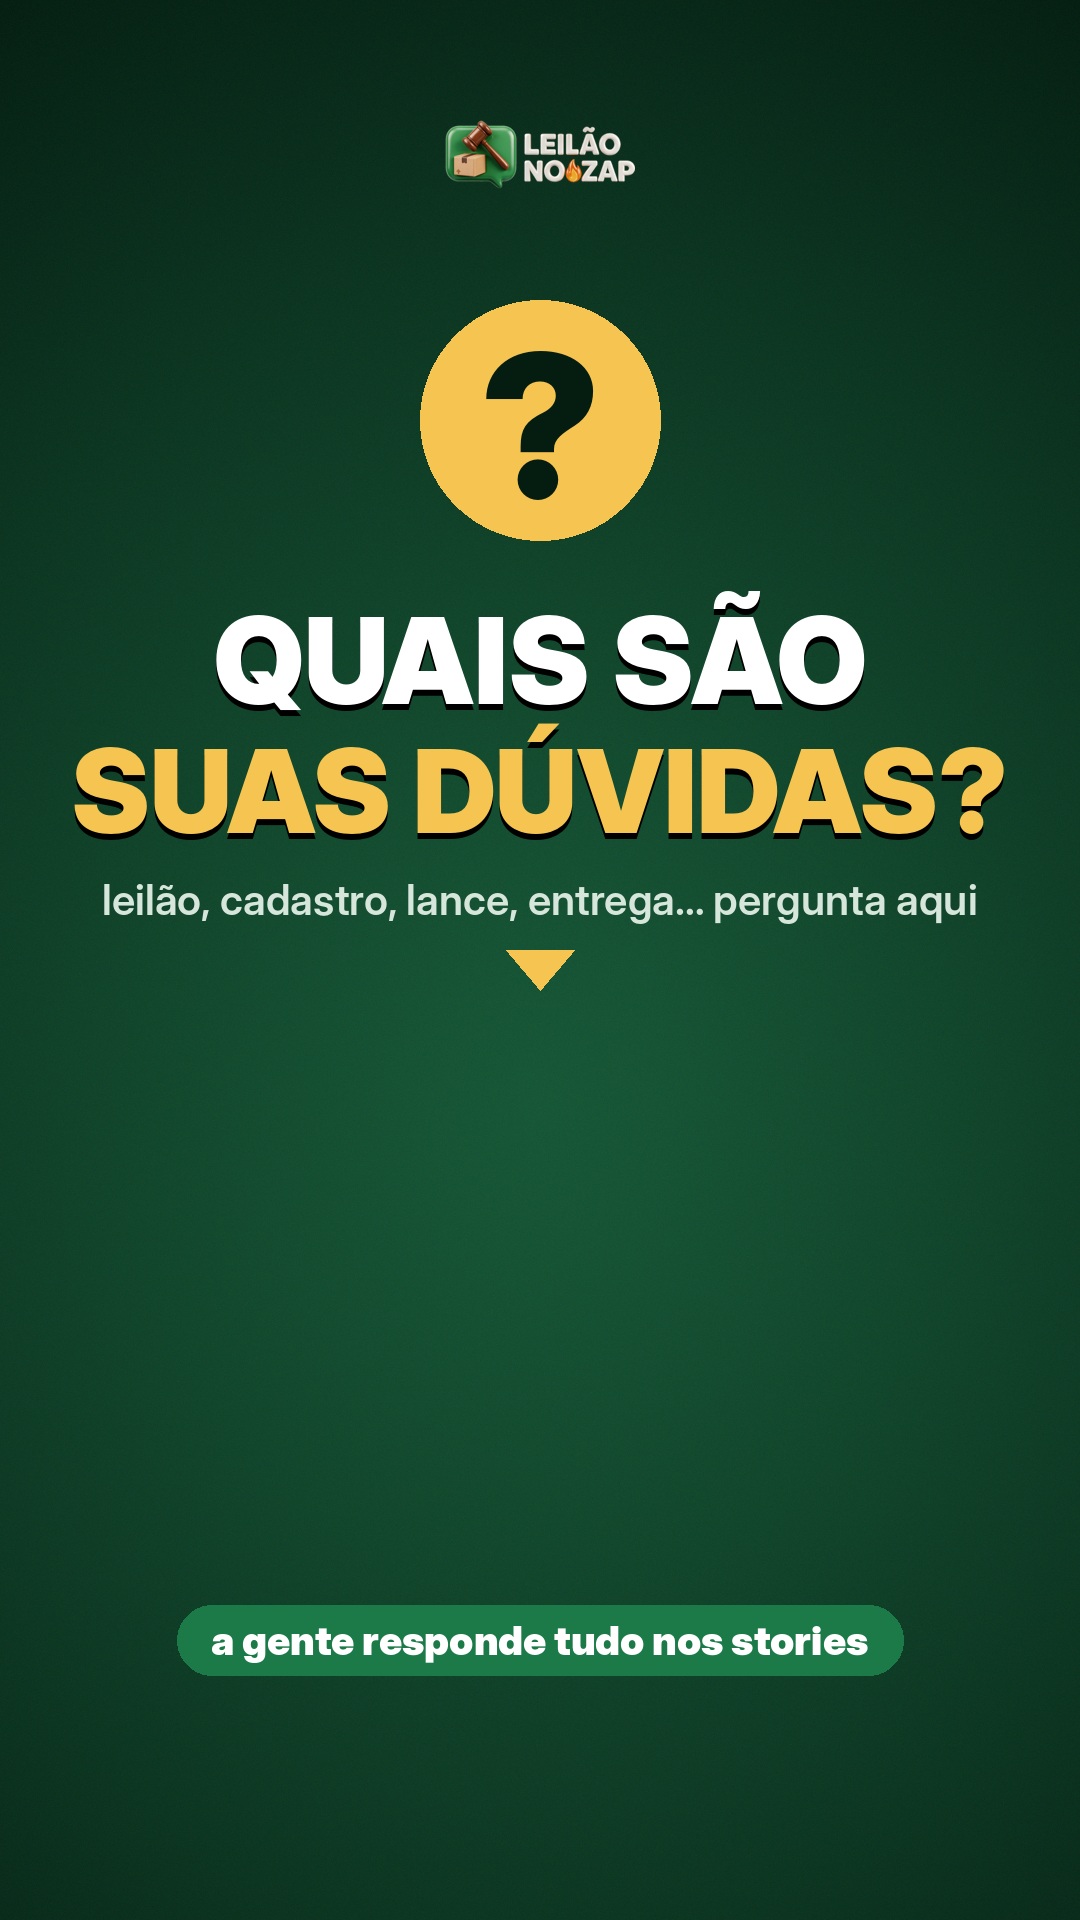 LEILÃO
NO ZAP
?
QUAIS SÃO
SUAS DÚVIDAS?
leilão, cadastro, lance, entrega... pergunta aqui
a gente responde tudo nos stories